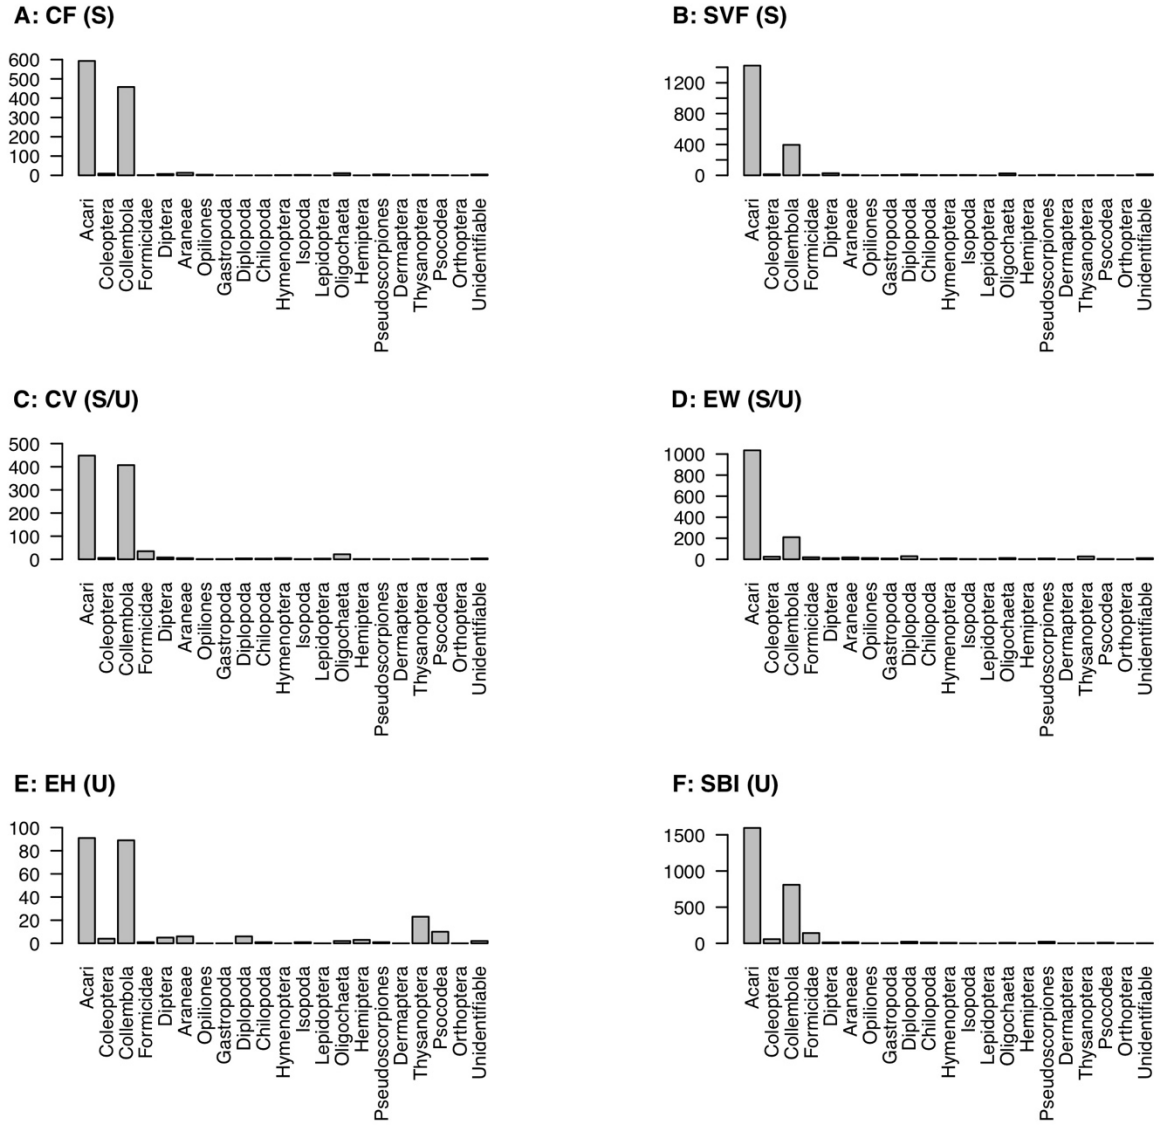 A: CF (S)
600
500
400
300
200
100
0
Acari
Coleoptera
Collembola
Formicidae
Diptera
Araneae
Opiliones
Gastropoda
Diplopoda
Chilopoda
Hymenoptera
Isopoda
Lepidoptera
Oligochaeta
Hemiptera
Pseudoscorpiones
Dermaptera
Thysanoptera
Psocodea
Orthoptera
Unidentifiable
B: SVF (S)
1200
800
400
0
Acari
Coleoptera
Collembola
Formicidae
Diptera
Araneae
Opiliones
Gastropoda
Diplopoda
Chilopoda
Hymenoptera
Isopoda
Lepidoptera
Oligochaeta
Hemiptera
Pseudoscorpiones
Dermaptera
Thysanoptera
Psocodea
Orthoptera
Unidentifiable
C: CV (S/U)
500
400
300
200
100
0
Acari
Coleoptera
Collembola
Formicidae
Diptera
Araneae
Opiliones
Gastropoda
Diplopoda
Chilopoda
Hymenoptera
Isopoda
Lepidoptera
Oligochaeta
Hemiptera
Pseudoscorpiones
Dermaptera
Thysanoptera
Psocodea
Orthoptera
Unidentifiable
D: EW (S/U)
1000
800
600
400
200
0
Acari
Coleoptera
Collembola
Formicidae
Diptera
Araneae
Opiliones
Gastropoda
Diplopoda
Chilopoda
Hymenoptera
Isopoda
Lepidoptera
Oligochaeta
Hemiptera
Pseudoscorpiones
Dermaptera
Thysanoptera
Psocodea
Orthoptera
Unidentifiable
E: EH (U)
100
80
60
40
20
0
Acari
Coleoptera
Collembola
Formicidae
Diptera
Araneae
Opiliones
Gastropoda
Diplopoda
Chilopoda
Hymenoptera
Isopoda
Lepidoptera
Oligochaeta
Hemiptera
Pseudoscorpiones
Dermaptera
Thysanoptera
Psocodea
Orthoptera
Unidentifiable
F: SBI (U)
1500
1000
500
0
Acari
Coleoptera
Collembola
Formicidae
Diptera
Araneae
Opiliones
Gastropoda
Diplopoda
Chilopoda
Hymenoptera
Isopoda
Lepidoptera
Oligochaeta
Hemiptera
Pseudoscorpiones
Dermaptera
Thysanoptera
Psocodea
Orthoptera
Unidentifiable